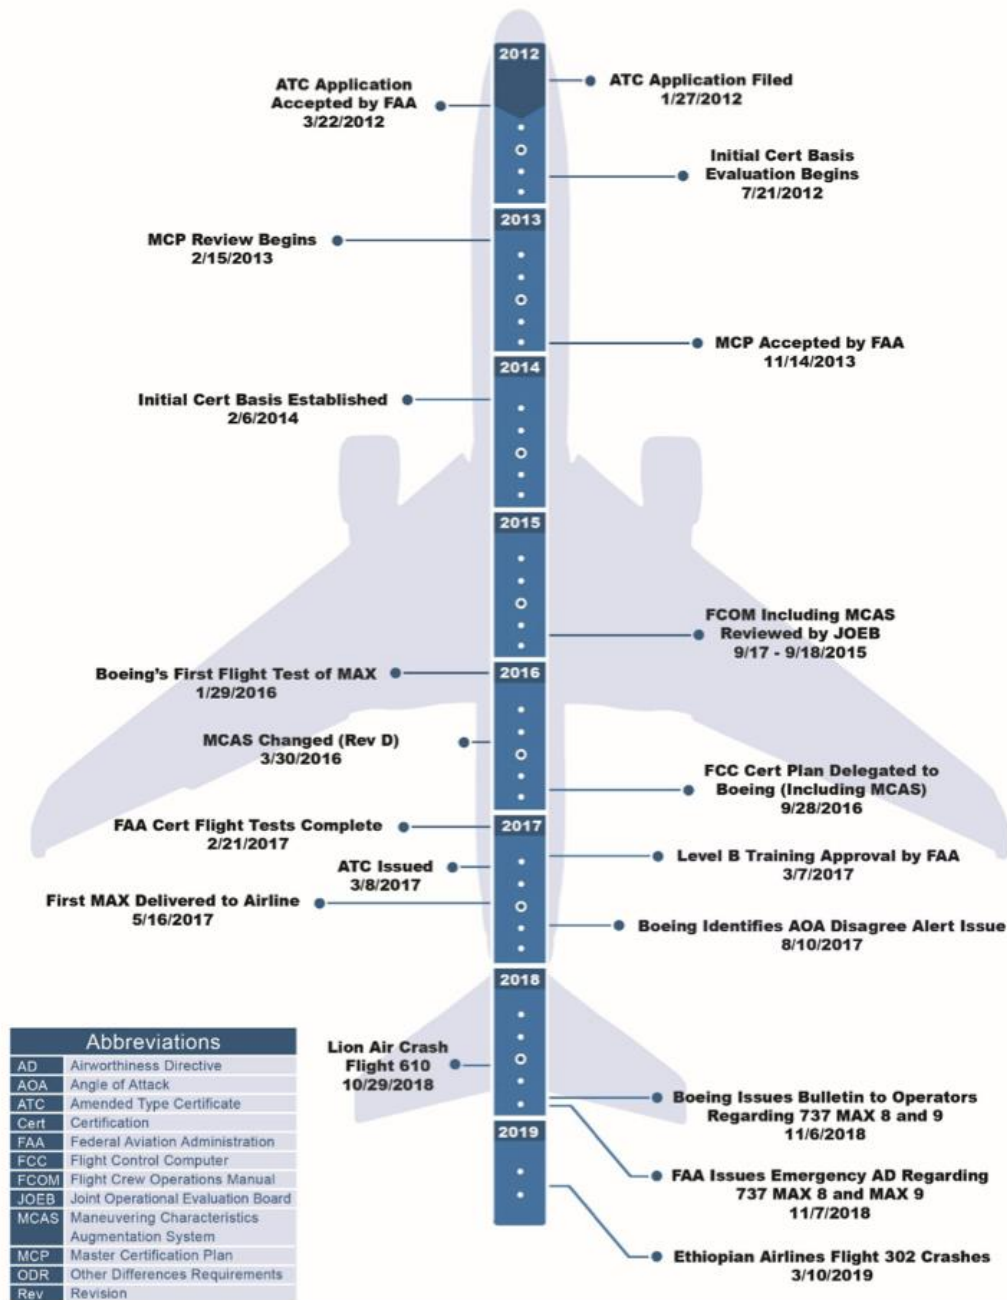 2012
ATC Application
Accepted by FAA
3/22/2012
ATC Application Filed
1/27/2012
Initial Cert Basis
Evaluation Begins
7/21/2012
2013
MCP Review Begins
2/15/2013
MCP Accepted by FAA
11/14/2013
2014
Initial Cert Basis Established
2/6/2014
2015
FCOM Including MCAS
Reviewed by JOEB
9/17 - 9/18/2015
Boeing's First Flight Test of MAX
1/29/2016
2016
MCAS Changed (Rev D)
3/30/2016
FCC Cert Plan Delegated to
Boeing (Including MCAS)
9/28/2016
FAA Cert Flight Tests Complete
2/21/2017
2017
Level B Training Approval by FAA
3/7/2017
ATC Issued
3/8/2017
First MAX Delivered to Airline
5/16/2017
Boeing Identifies AOA Disagree Alert Issue
8/10/2017
2018
Lion Air Crash
Flight 610
10/29/2018
Boeing Issues Bulletin to Operators
Regarding 737 MAX 8 and 9
11/6/2018
2019
FAA Issues Emergency AD Regarding
737 MAX 8 and MAX 9
11/7/2018
Ethiopian Airlines Flight 302 Crashes
3/10/2019
Abbreviations
AD Airworthiness Directive
AOA Angle of Attack
ATC Amended Type Certificate
Cert Certification
FAA Federal Aviation Administration
FCC Flight Control Computer
FCOM Flight Crew Operations Manual
JOEB Joint Operational Evaluation Board
MCAS Maneuvering Characteristics
Augmentation System
MCP Master Certification Plan
ODR Other Differences Requirements
Rev Revision